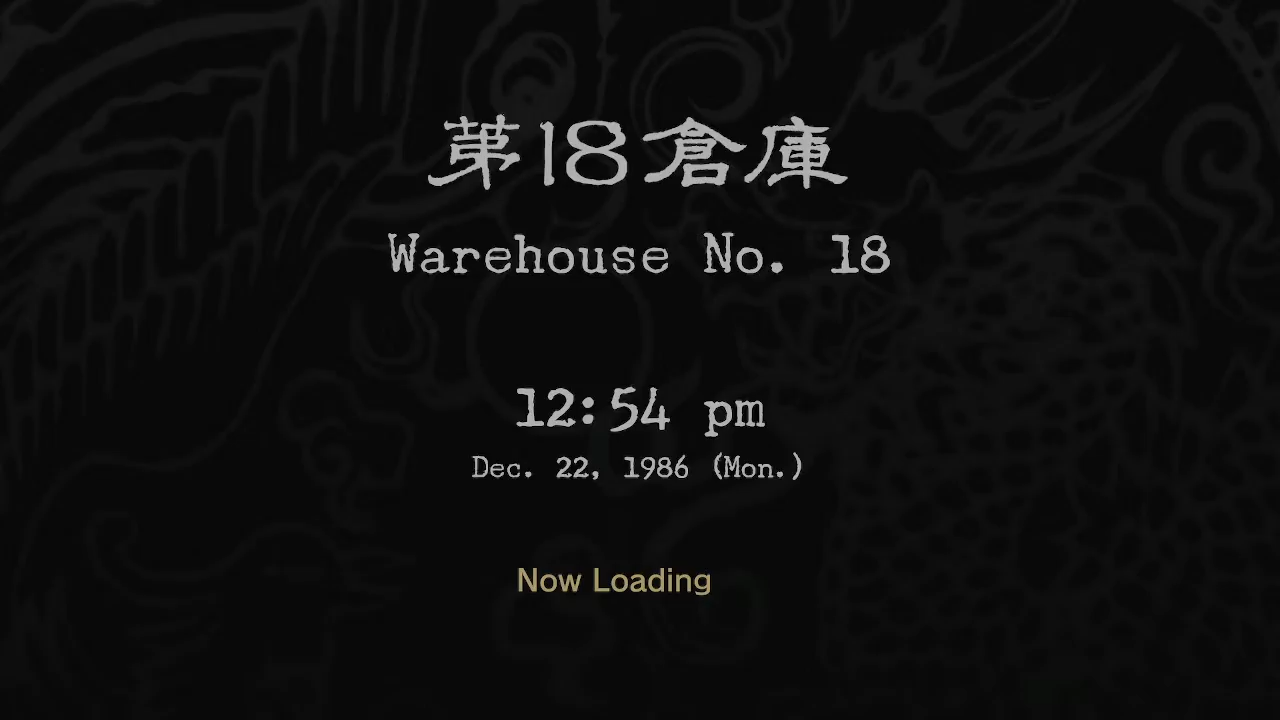 第18倉庫
Warehouse No. 18
12:54 pm
Dec. 22, 1986 (Mon.)
Now Loading